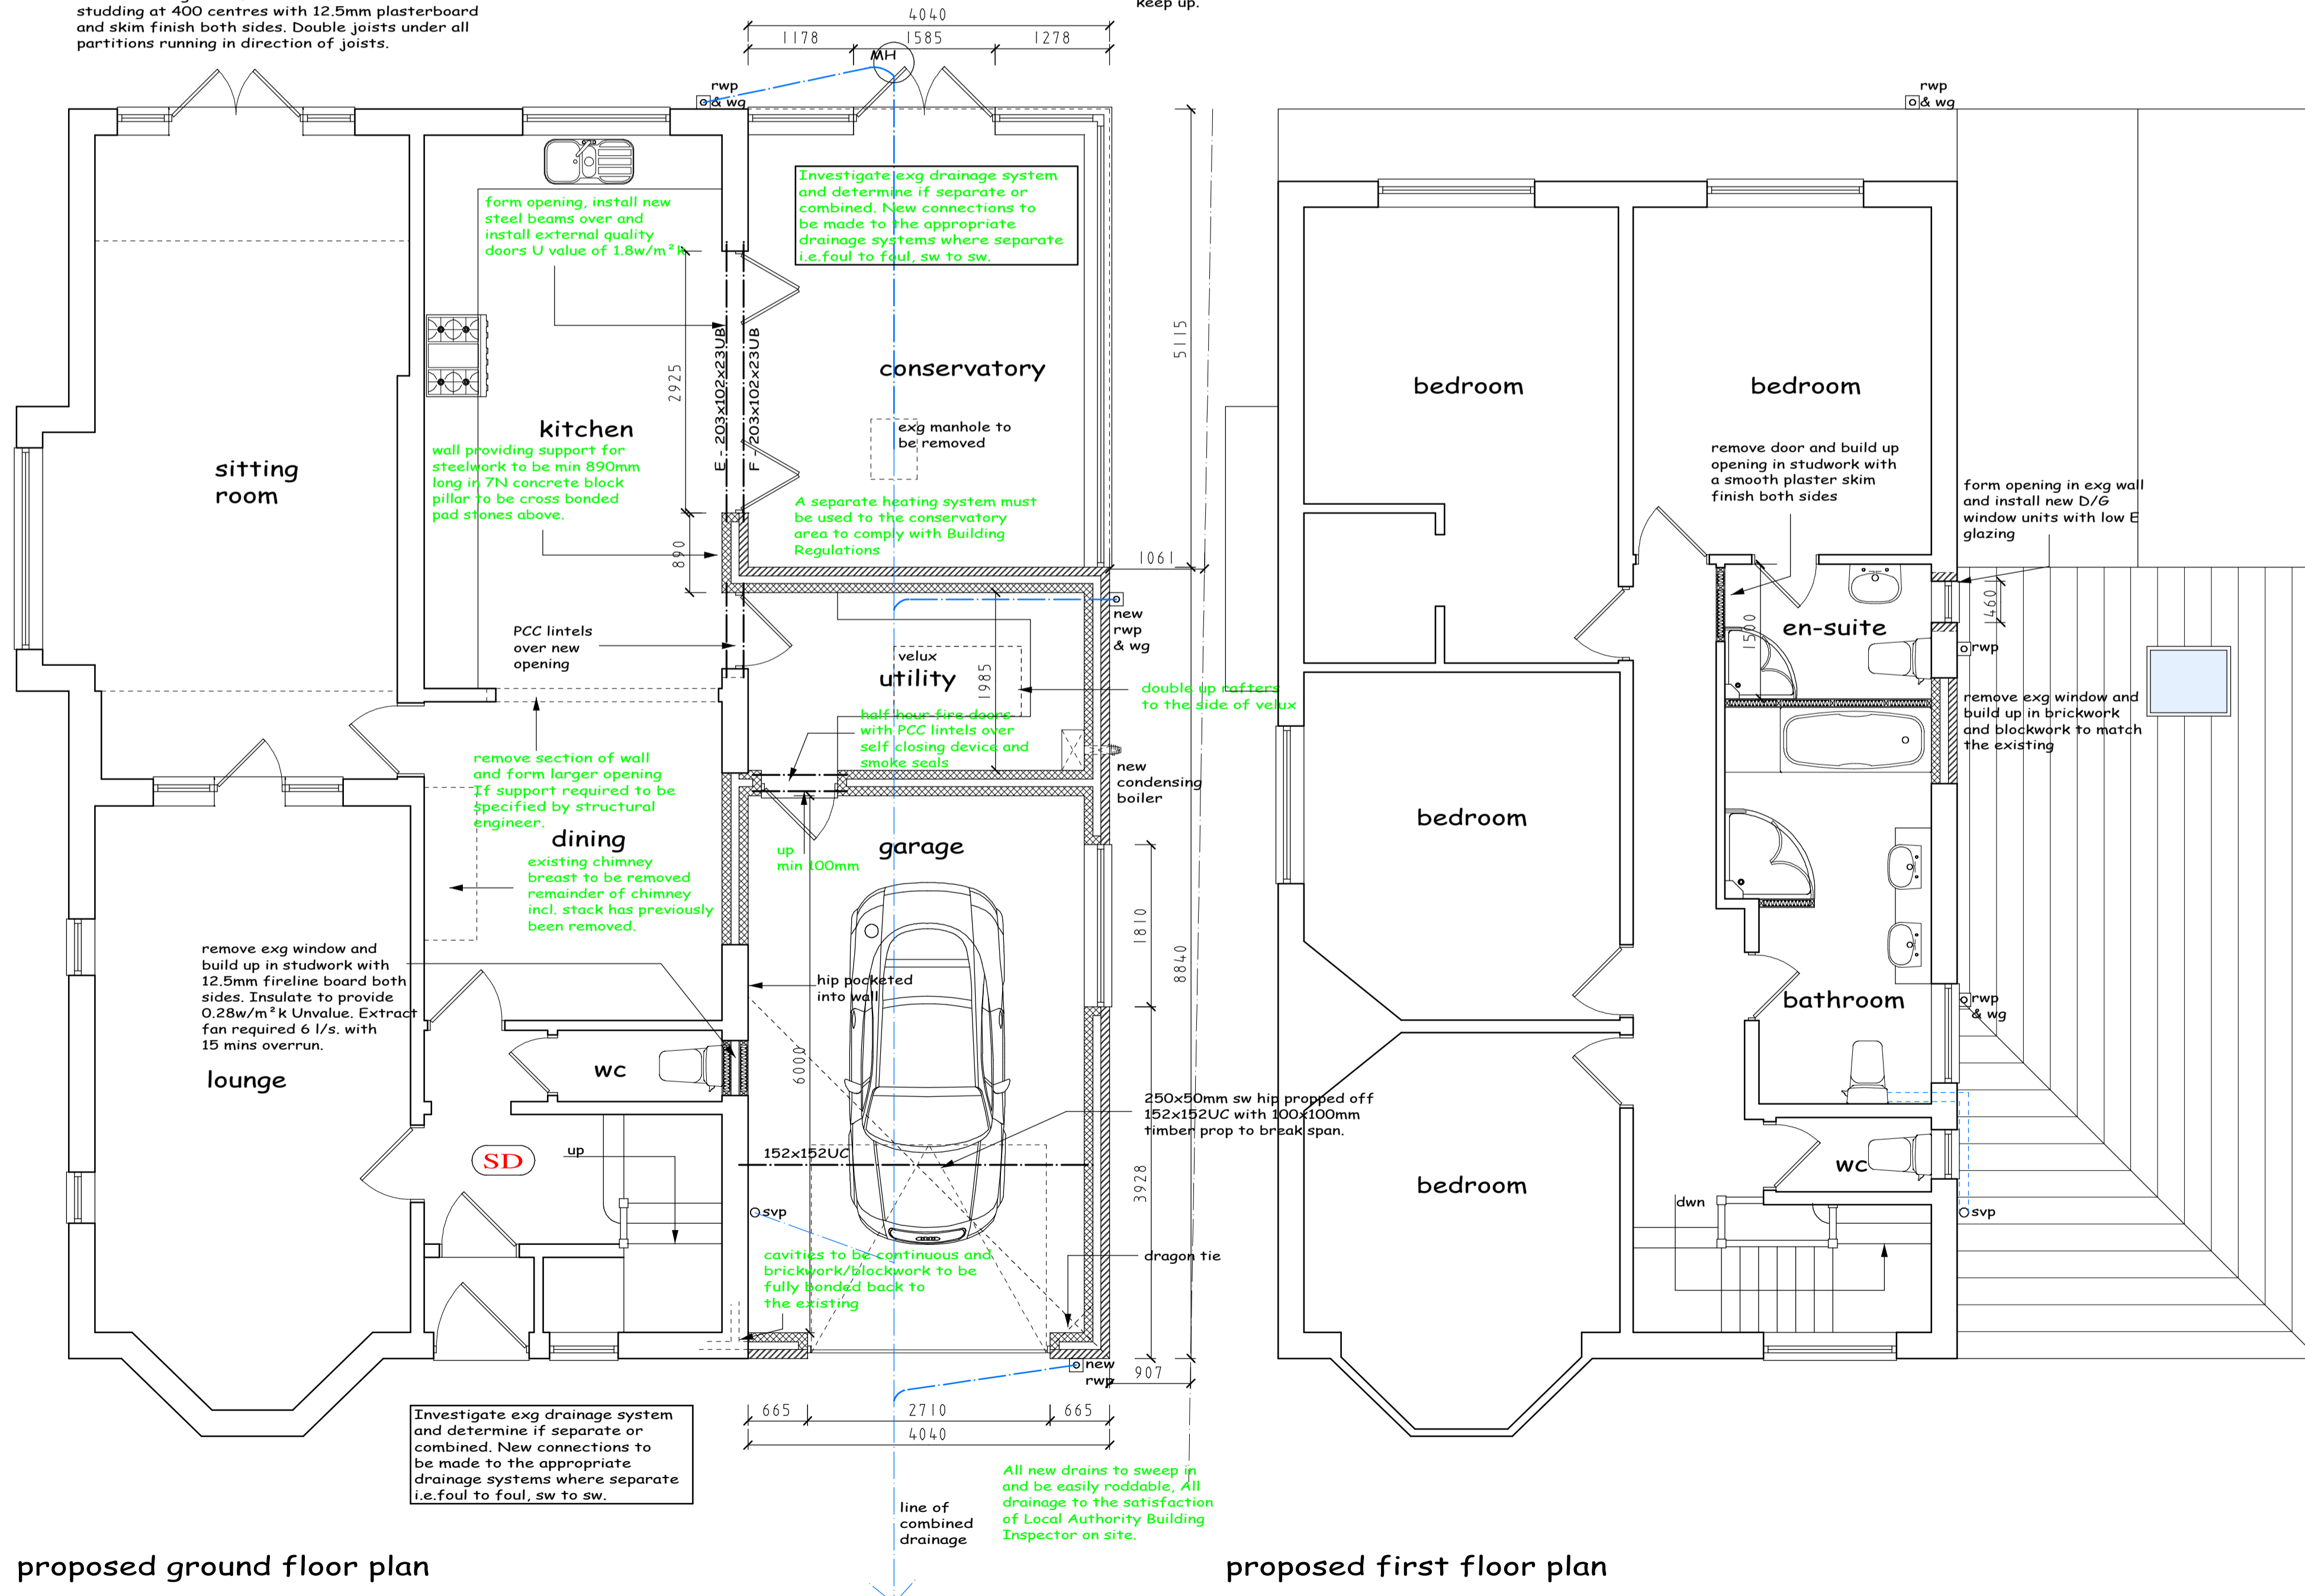 studding at 400 centres with 12.5mm plasterboard
and skim finish both sides. Double joists under all
partitions running in direction of joists.
keep up.
4040
1178
1585
1278
MH
rwp
& wg
rwp
& wg
form opening, install new
steel beams over and
install external quality
doors U value of 1.8w/m²k
Investigate exg drainage system
and determine if separate or
combined. New connections to
be made to the appropriate
drainage systems where separate
i.e.foul to foul, sw to sw.
2925
E - 203x102x23UB
F - 203x102x23UB
conservatory
5115
kitchen
exg manhole to
be removed
wall providing support for
steelwork to be min 890mm
long in 7N concrete block
pillar to be cross bonded
pad stones above.
sitting
room
A separate heating system must
be used to the conservatory
area to comply with Building
Regulations
890
1061
PCC lintels
over new
opening
new
rwp
& wg
velux
utility
1985
double up rafters
to the side of velux
half hour fire doors
with PCC lintels over
self closing device and
smoke seals
new
condensing
boiler
remove section of wall
and form larger opening
If support required to be
specified by structural
engineer.
dining
existing chimney
breast to be removed
remainder of chimney
incl. stack has previously
been removed.
up
min 100mm
garage
1810
8840
remove exg window and
build up in studwork with
12.5mm fireline board both
sides. Insulate to provide
0.28w/m²k Unvalue. Extract
fan required 6 l/s. with
15 mins overrun.
hip pocketed
into wall
lounge
wc
6000
250x50mm sw hip propped off
152x152UC with 100x100mm
timber prop to break span.
152x152UC
SD
up
3928
svp
cavities to be continuous and
brickwork/blockwork to be
fully bonded back to
the existing
dragon tie
new
rwp
907
665
2710
665
4040
Investigate exg drainage system
and determine if separate or
combined. New connections to
be made to the appropriate
drainage systems where separate
i.e.foul to foul, sw to sw.
All new drains to sweep in
and be easily roddable, All
drainage to the satisfaction
of Local Authority Building
Inspector on site.
line of
combined
drainage
proposed ground floor plan
bedroom
bedroom
remove door and build up
opening in studwork with
a smooth plaster skim
finish both sides
form opening in exg wall
and install new D/G
window units with low E
glazing
460
1500
en-suite
rwp
remove exg window and
build up in brickwork
and blockwork to match
the existing
bedroom
bathroom
rwp
& wg
wc
bedroom
dwn
svp
proposed first floor plan